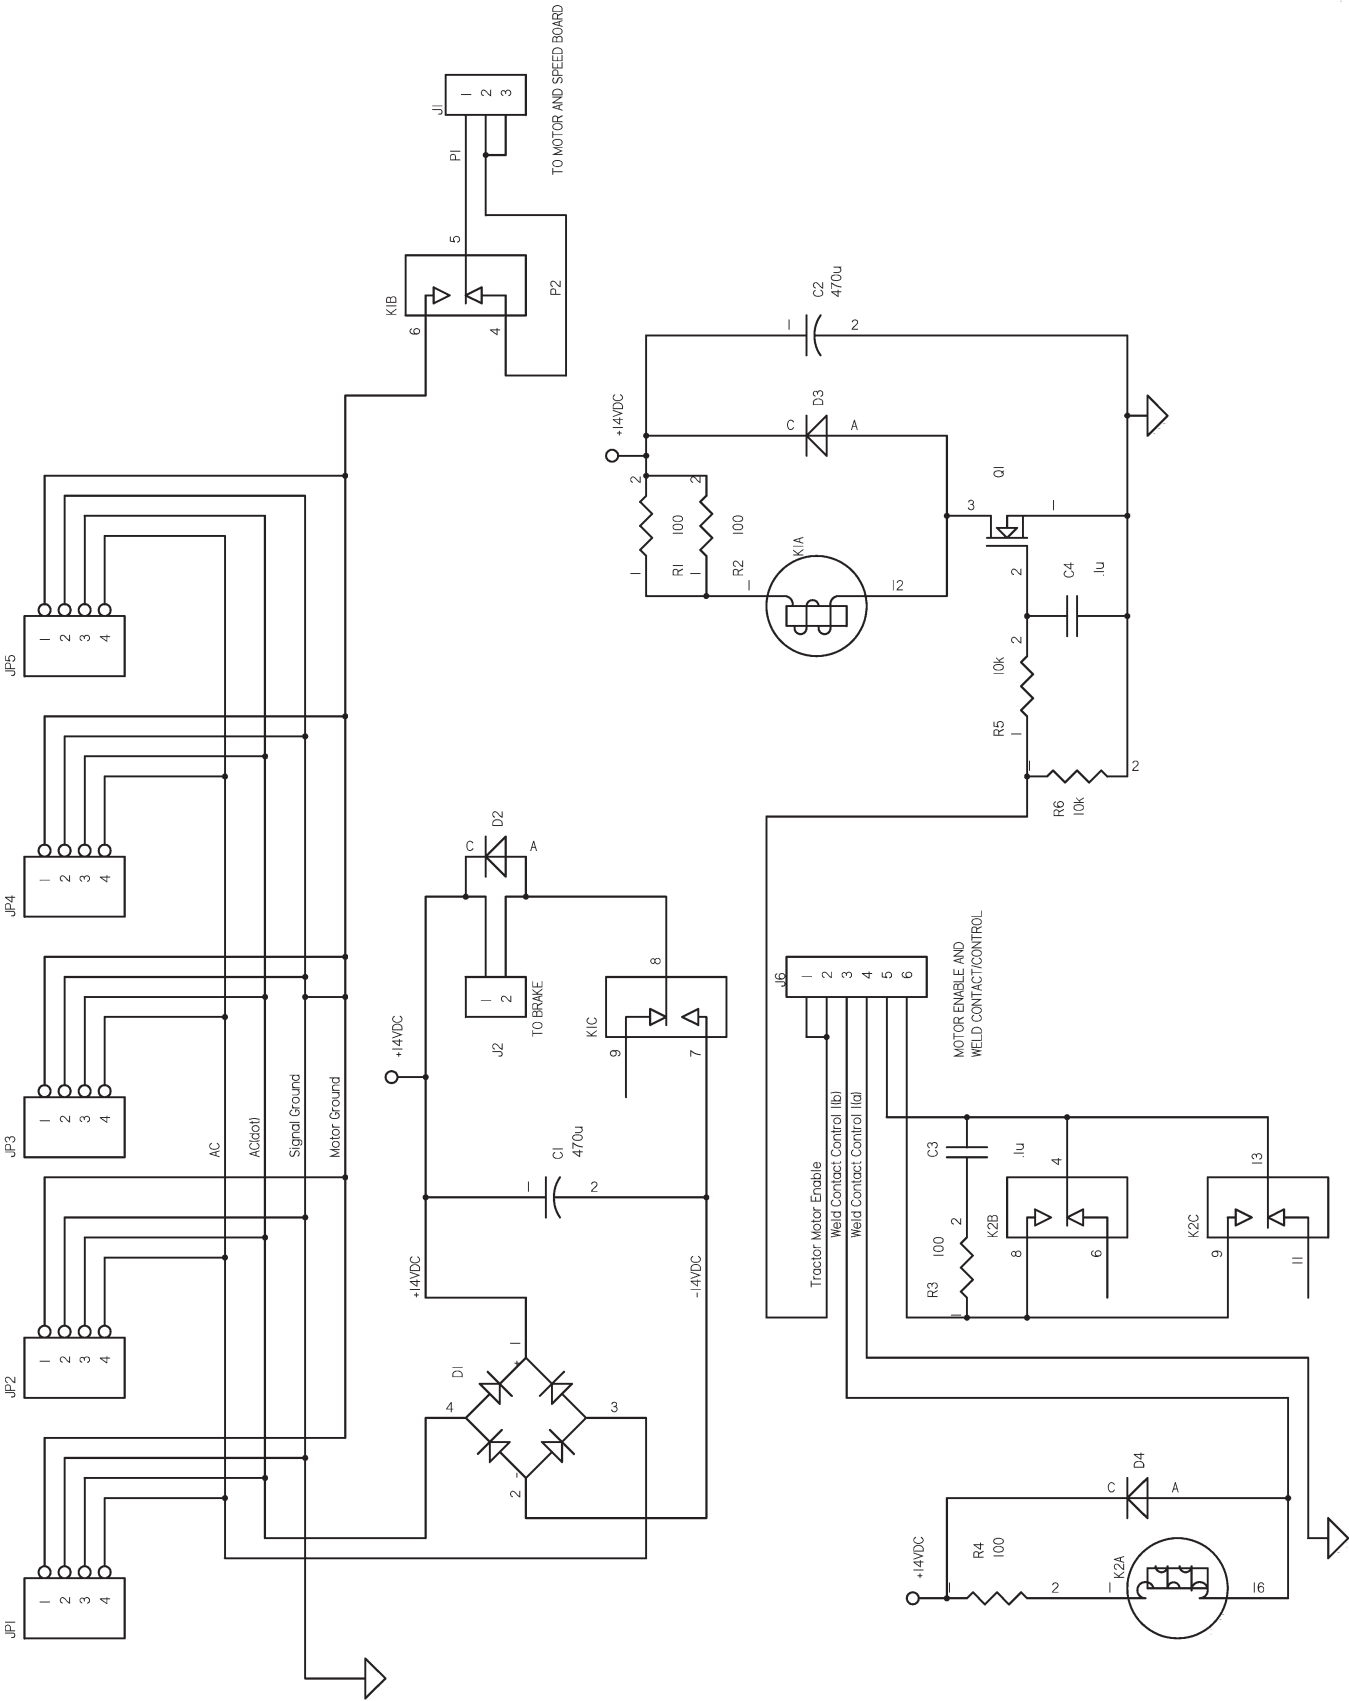 JP5
1
2
3
4
JP4
1
2
3
4
JP3
1
2
3
4
JP2
1
2
3
4
JP1
1
2
3
4
AC
AC(dot)
Signal Ground
Motor Ground
J1
1
2
3
TO MOTOR AND SPEED BOARD
P1
P2
K1B
5
6
4
+14VDC
C2
470u
1
2
D3
C
A
R1
100
1
2
R2
100
1
2
K1A
1
12
Q1
3
1
2
C4
.1u
R5
10k
1
2
R6
10k
1
2
D2
C
A
J2
1
2
TO BRAKE
K1C
8
9
7
+14VDC
C1
470u
1
2
+14VDC
-14VDC
D1
1
+
4
3
2
-
J6
1
2
3
4
5
6
MOTOR ENABLE AND
WELD CONTACT/CONTROL
Tractor Motor Enable
Weld Contact Control 1(b)
Weld Contact Control 1(a)
C3
.1u
R3
100
1
2
K2B
4
8
6
K2C
13
9
11
+14VDC
R4
100
1
2
K2A
1
16
D4
C
A